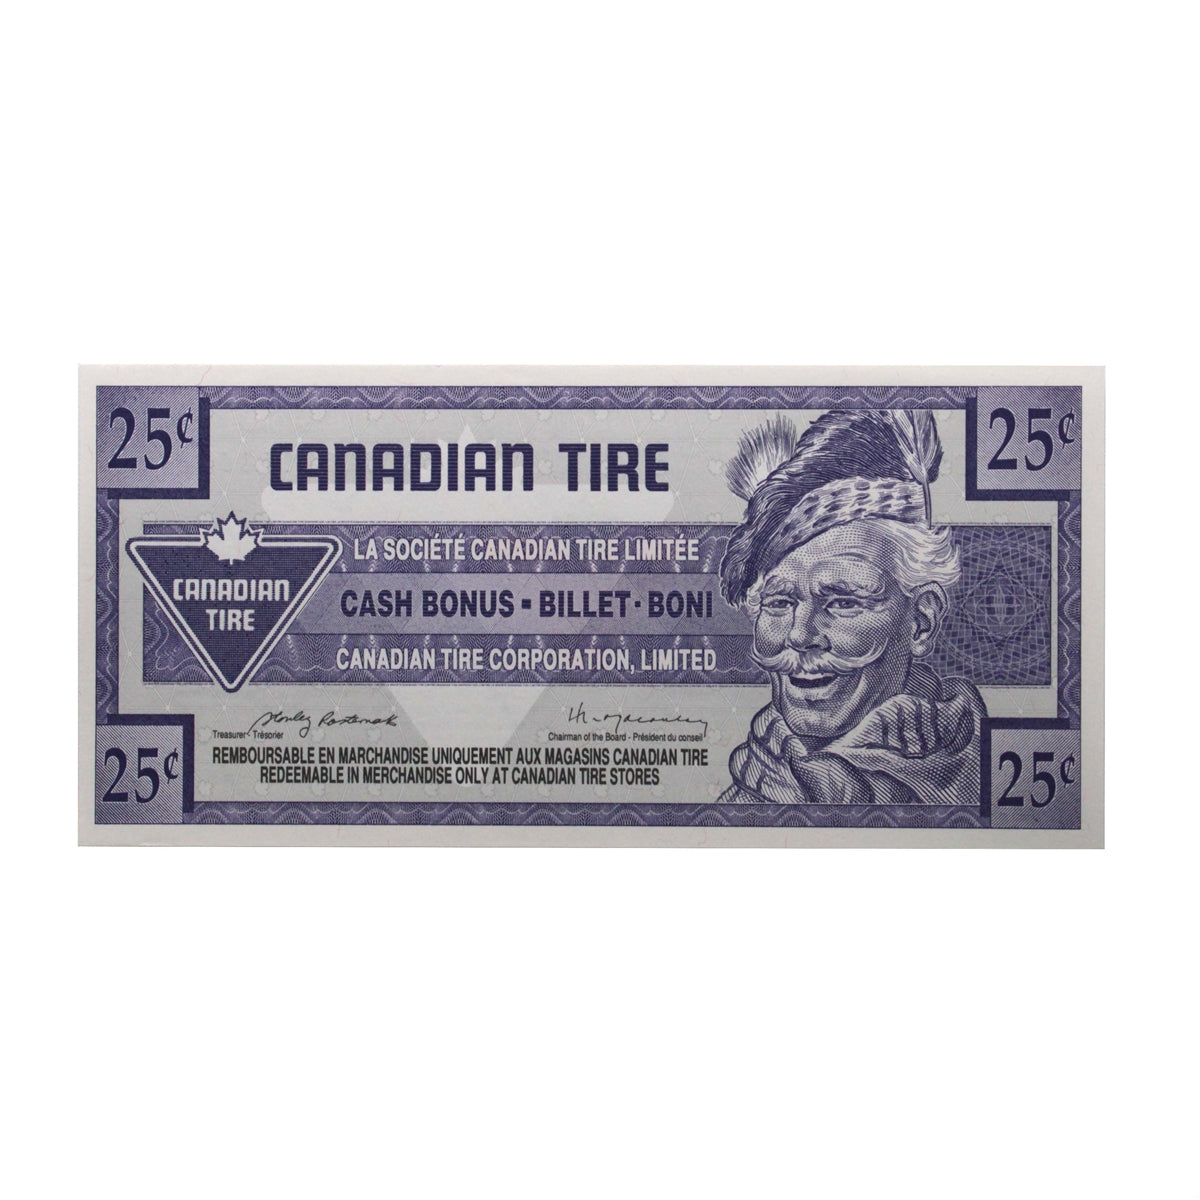 25¢
25¢
CANADIAN TIRE
LA SOCIÉTÉ CANADIAN TIRE LIMITÉE
CANADIAN
TIRE
CASH BONUS - BILLET - BONI
CANADIAN TIRE CORPORATION, LIMITED
Treasurer - Trésorier
Chairman of the Board - Président du conseil
REMBOURSABLE EN MARCHANDISE UNIQUEMENT AUX MAGASINS CANADIAN TIRE
REDEEMABLE IN MERCHANDISE ONLY AT CANADIAN TIRE STORES
25¢
25¢